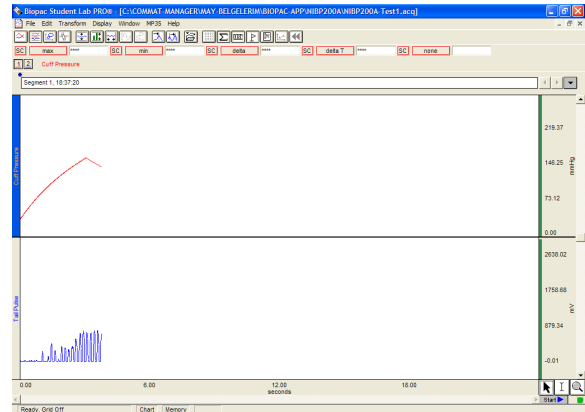 Biopac Student Lab PRO® - [C:\COMMAT-MANAGER\MAY-BELGELERIM\BIOPAC-APP\NIBP200A\NIBP200A-Test1.acq]
File Edit Transform Display Window MP35 Help
SC max **** SC min **** SC delta **** SC delta T **** SC none
1 2 Cuff Pressure
Segment 1, 18:37:20
Cuff Pressure
219.37
146.25
73.12
0.00
mmHg
Tail Pulse
2638.02
1758.68
879.34
-0.01
mV
0.00 6.00 12.00 18.00
seconds
Start
Ready, Grid Off Chart Memory